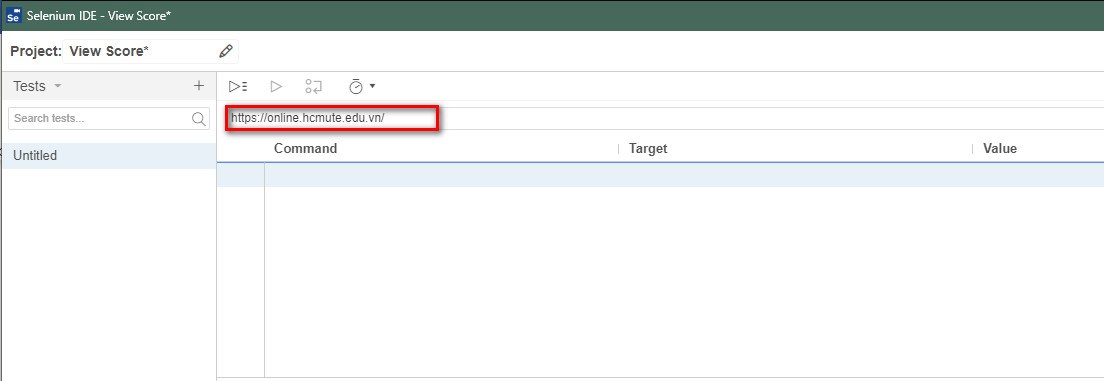 Se Selenium IDE - View Score*
Project: View Score*
Tests
Search tests...
Untitled
https://online.hcmute.edu.vn/
Command Target Value